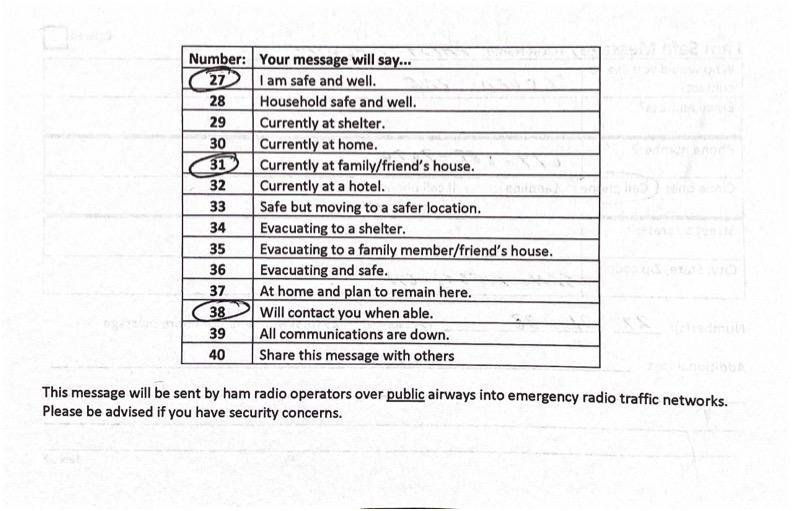 Number: Your message will say...
27 I am safe and well.
28 Household safe and well.
29 Currently at shelter.
30 Currently at home.
31 Currently at family/friend's house.
32 Currently at a hotel.
33 Safe but moving to a safer location.
34 Evacuating to a shelter.
35 Evacuating to a family member/friend's house.
36 Evacuating and safe.
37 At home and plan to remain here.
38 Will contact you when able.
39 All communications are down.
40 Share this message with others
This message will be sent by ham radio operators over public airways into emergency radio traffic networks.
Please be advised if you have security concerns.